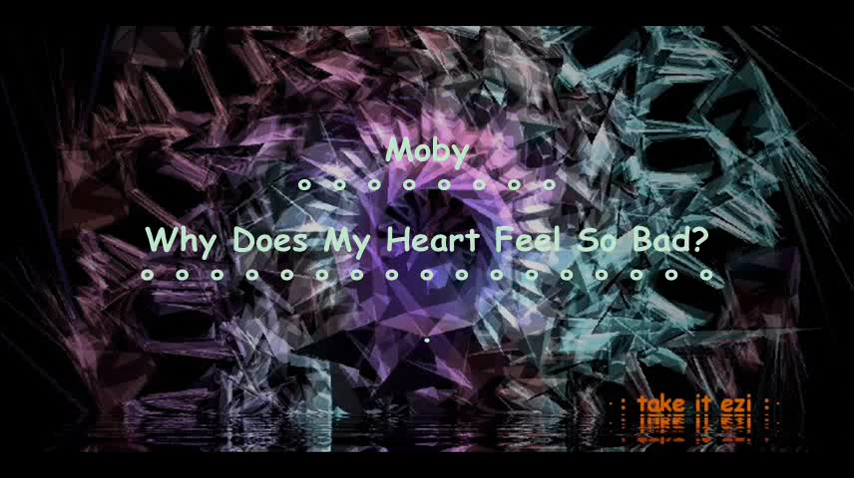 Moby
o o o o o o o o
Why Does My Heart Feel So Bad?
o o o o o o o o o o o o o o o o o
.
· : take it ezi : ·